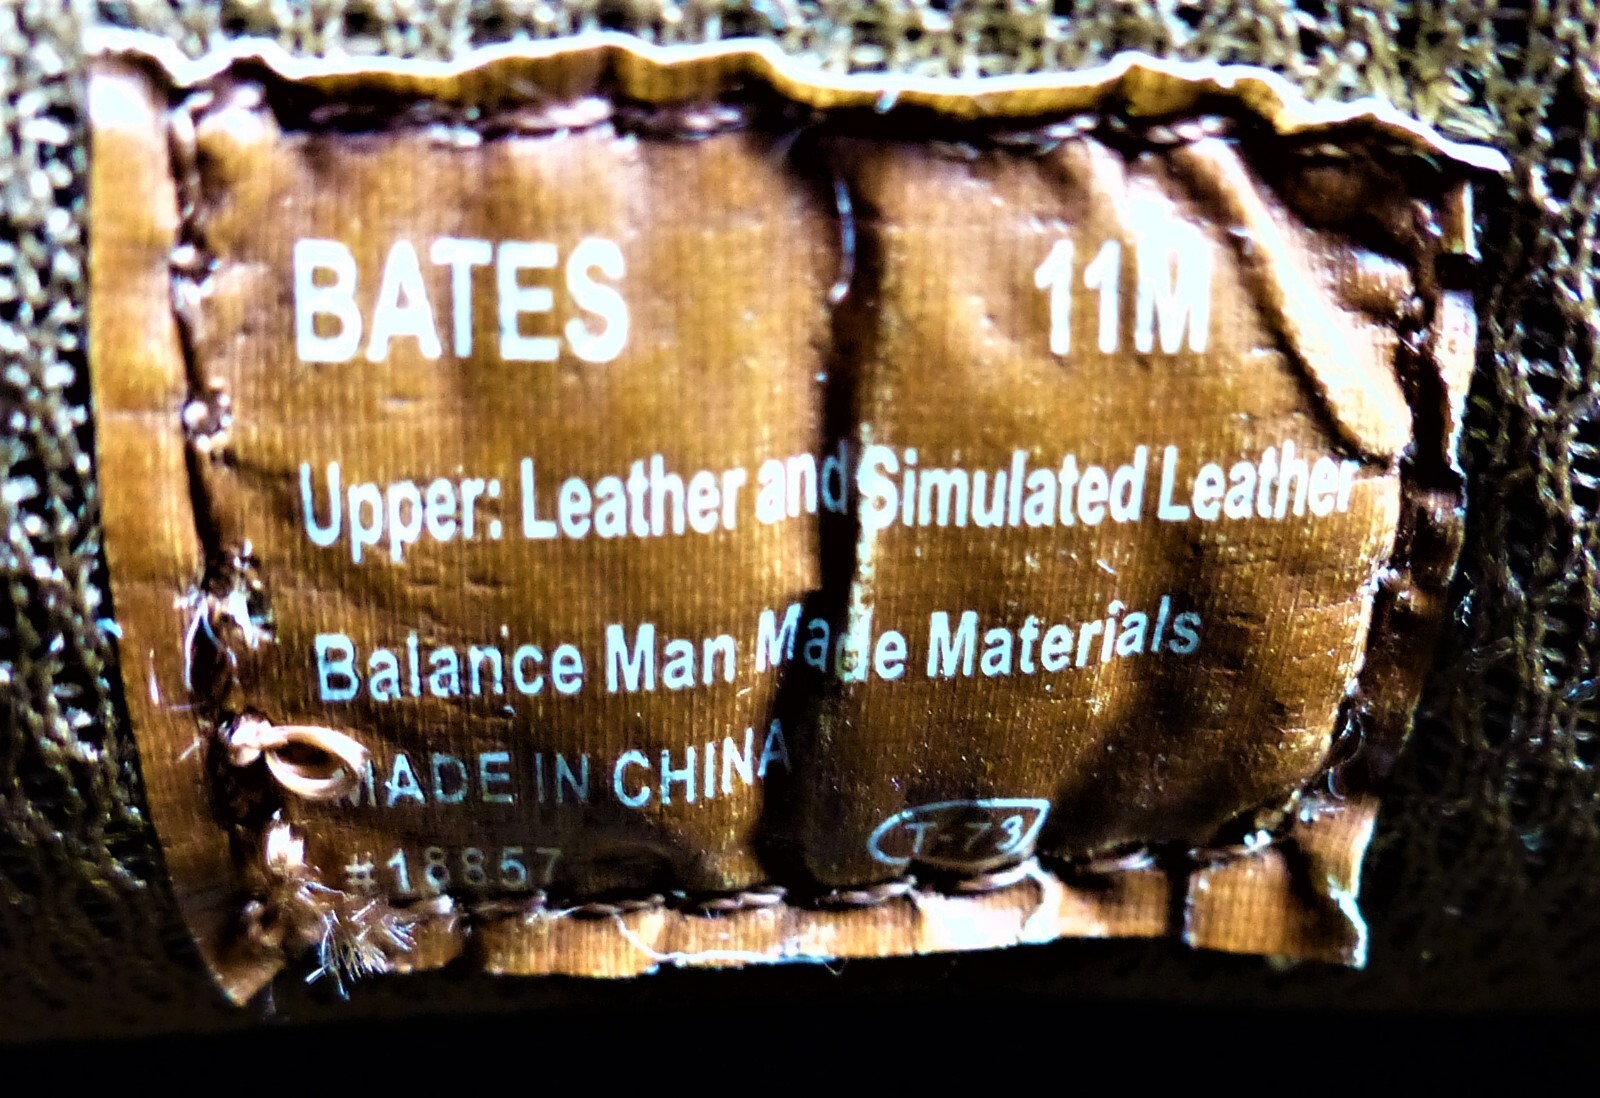 BATES 11M
Upper: Leather and Simulated Leather
Balance Man Made Materials
MADE IN CHINA
#18857 T-73